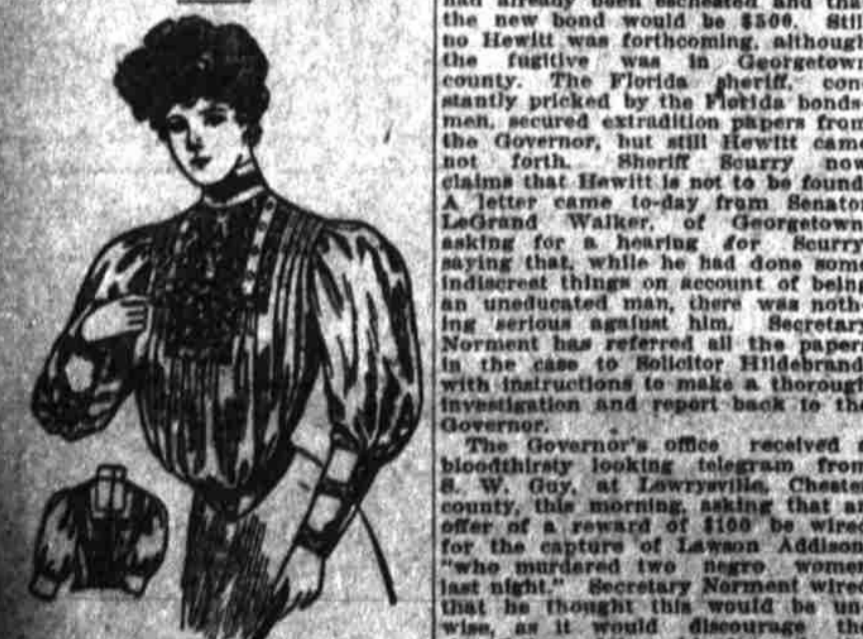 had already been escheated and tha
the new bond would be $500. Stil
no Hewitt was forthcoming, although
the fugitive was in Georgetown
county. The Florida sheriff, con
stantly pricked by the Florida bonds
men, secured extradition papers from
the Governor, but still Hewitt came
not forth. Sheriff Scurry now
claims that Hewitt is not to be found
A letter came to-day from Senator
LeGrand Walker, of Georgetown
asking for a hearing for Scurry
saying that, while he had done some
indiscreet things on account of being
an uneducated man, there was noth
ing serious against him. Secretary
Norment has referred all the papers
in the case to Solicitor Hildebrand
with instructions to make a thoroug
investigation and report back to the
Governor.
The Governor's office received a
bloodthirsty looking telegram from
S. W. Guy, at Lowrysville, Cheste
county, this morning, asking that an
offer of a reward of $100 be wired
for the capture of Lawson Addison
"who murdered two negro women
last night." Secretary Norment wired
that he thought this would be un
wise, as it would discourage the